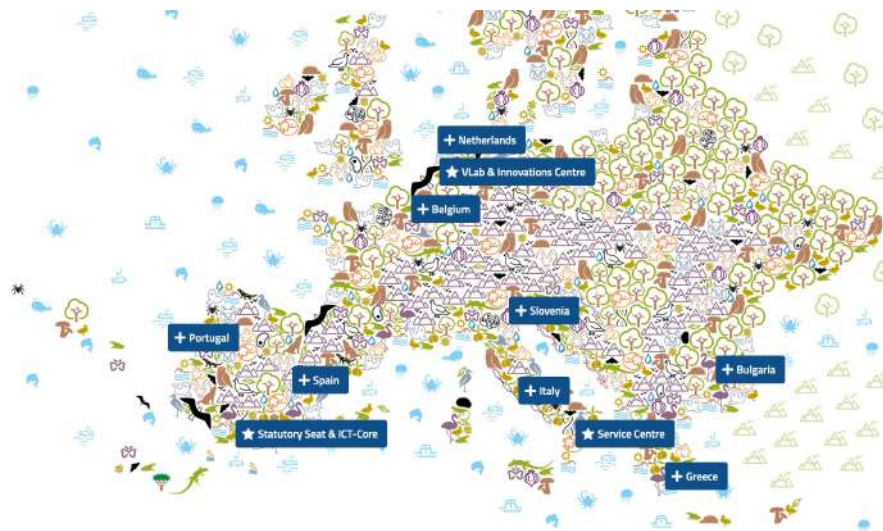 Netherlands
VLab & Innovations Centre
Belgium
Slovenia
Portugal
Bulgaria
Spain
Italy
Statutory Seat & ICT-Core
Service Centre
Greece